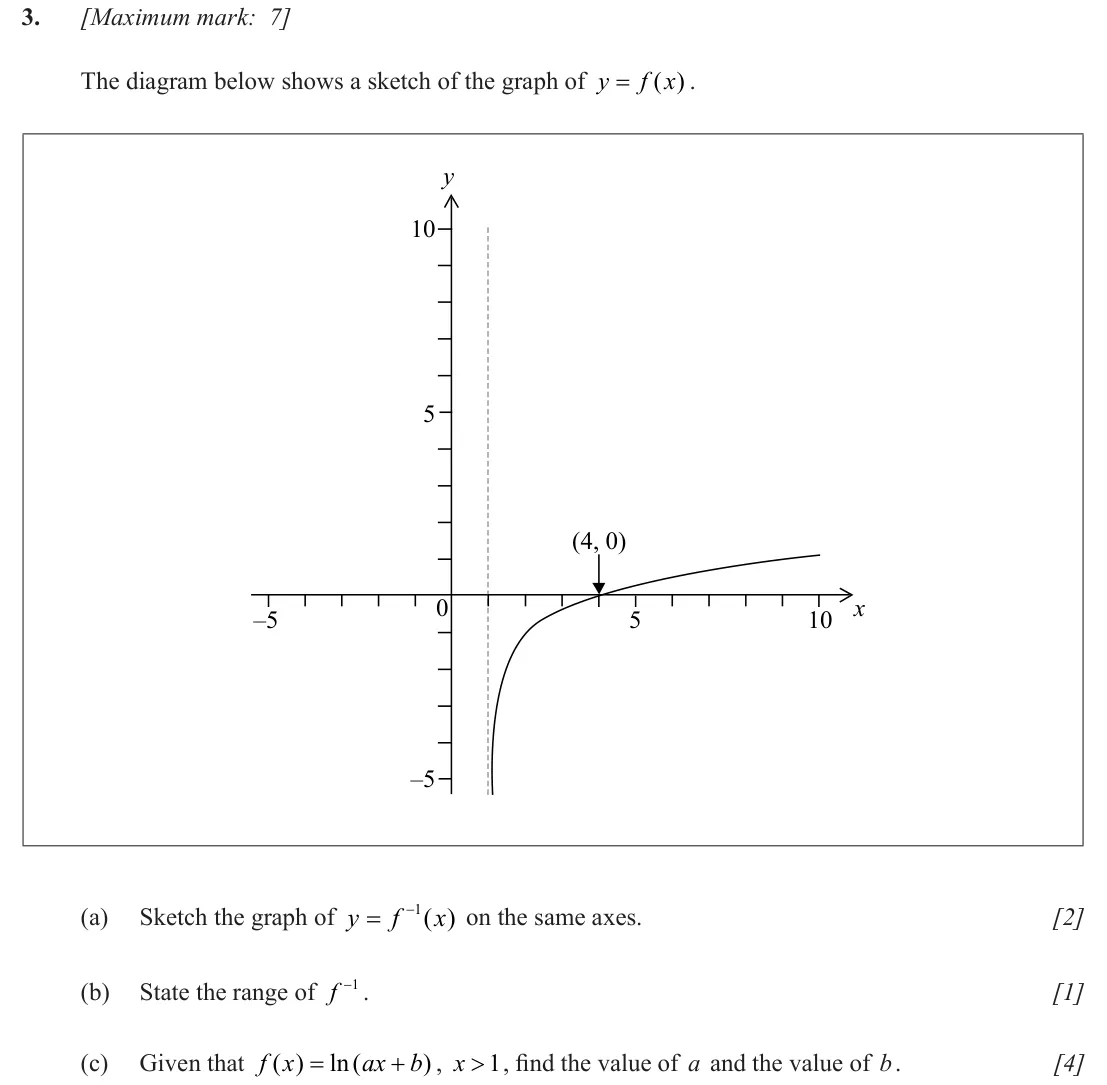 3. [Maximum mark: 7]
The diagram below shows a sketch of the graph of y = f(x).
y
10
5
(4, 0)
–5 0 5 10 x
–5
(a) Sketch the graph of y = f⁻¹(x) on the same axes. [2]
(b) State the range of f⁻¹. [1]
(c) Given that f(x) = ln(ax + b), x > 1, find the value of a and the value of b. [4]